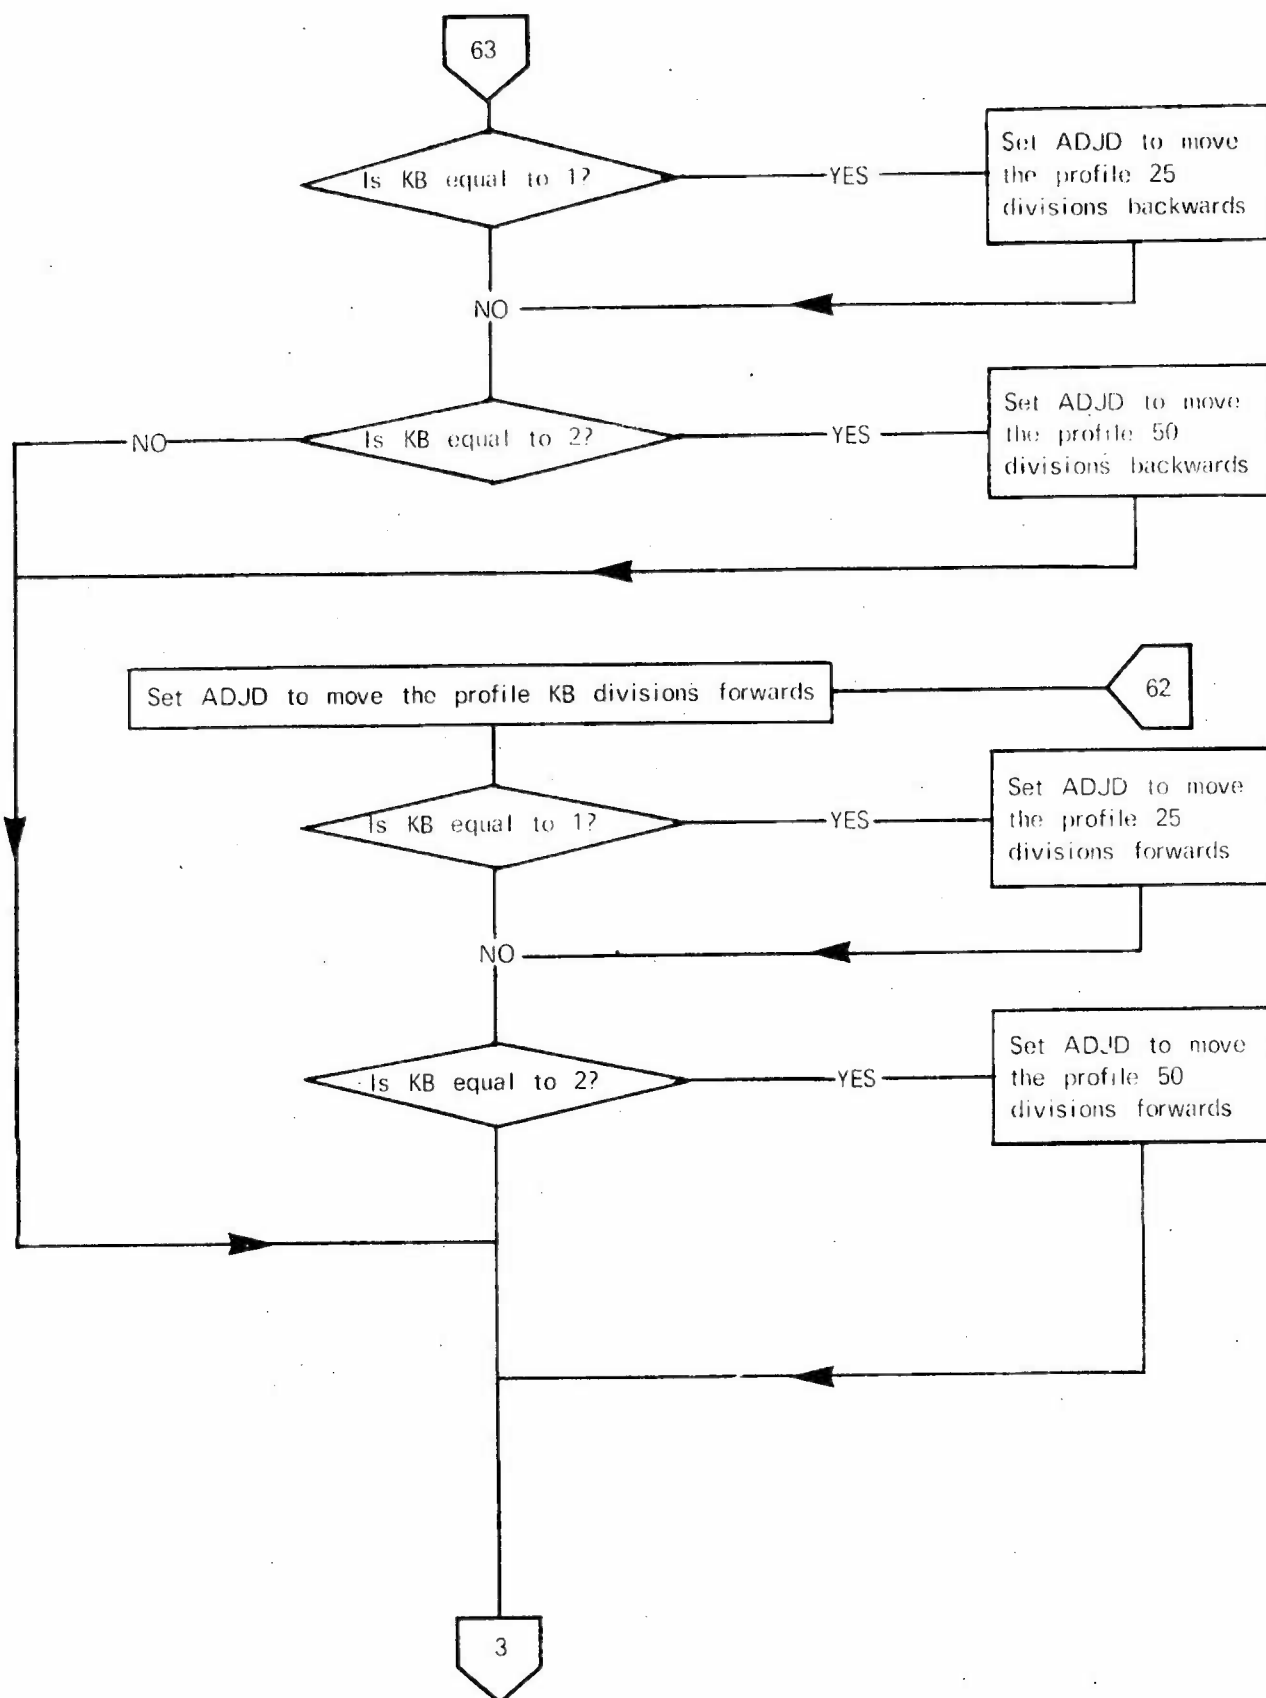 63
Is KB equal to 1?
YES
Set ADJD to move
the profile 25
divisions backwards
NO
NO
Is KB equal to 2?
YES
Set ADJD to move
the profile 50
divisions backwards
Set ADJD to move the profile KB divisions forwards
62
Is KB equal to 1?
YES
Set ADJD to move
the profile 25
divisions forwards
NO
Is KB equal to 2?
YES
Set ADJD to move
the profile 50
divisions forwards
3